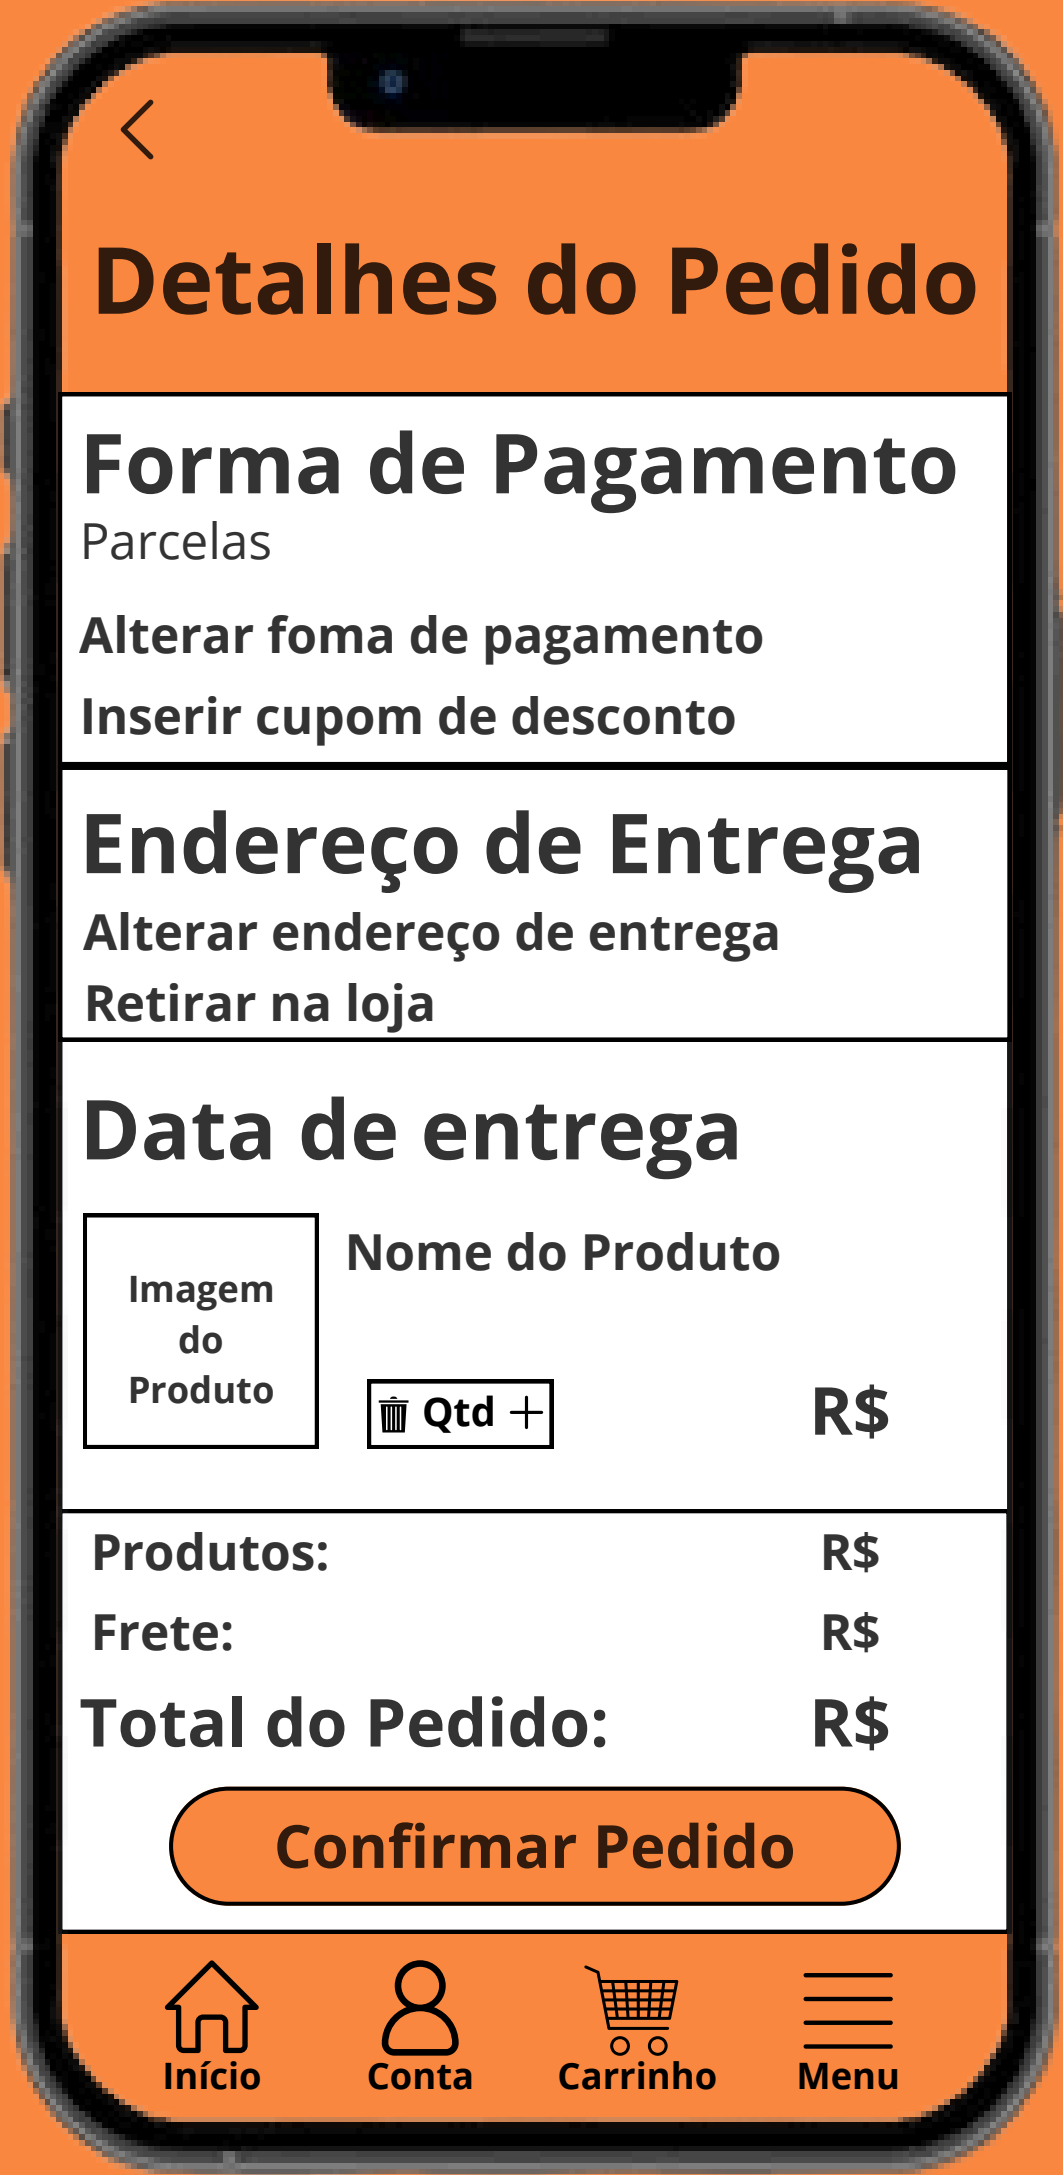 Detalhes do Pedido
Forma de Pagamento
Parcelas
Alterar foma de pagamento
Inserir cupom de desconto
Endereço de Entrega
Alterar endereço de entrega
Retirar na loja
Data de entrega
Imagem
do
Produto
Nome do Produto
Qtd +
R$
Produtos: R$
Frete: R$
Total do Pedido: R$
Confirmar Pedido
Início Conta Carrinho Menu